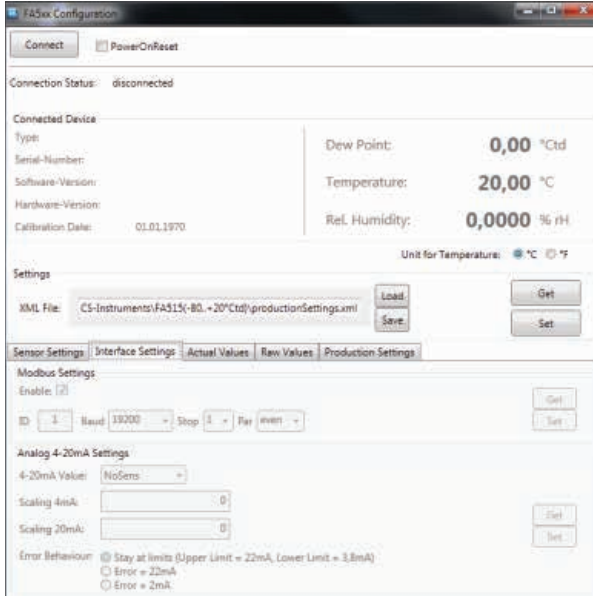 FA5xx Configuration
Connect PowerOnReset
Connection Status: disconnected
Connected Device
Type:
Serial-Number:
Software-Version:
Hardware-Version:
Calibration Date: 01.01.1970
Dew Point: 0,00 °Ctd
Temperature: 20,00 °C
Rel. Humidity: 0,0000 % rH
Unit for Temperature: °C °F
Settings
XML File: CS-Instruments\FA515(-80..+20°Ctd)\productionSettings.xml
Load
Save
Get
Set
Sensor Settings Interface Settings Actual Values Raw Values Production Settings
Modbus Settings
Enable:
ID 1 Baud 19200 Stop 1 Par even
Get
Set
Analog 4-20mA Settings
4-20mA Value: NoSens
Scaling 4mA: 0
Scaling 20mA: 0
Get
Set
Error Behaviour: Stay at limits (Upper Limit = 22mA, Lower Limit = 3,8mA)
Error = 22mA
Error = 2mA